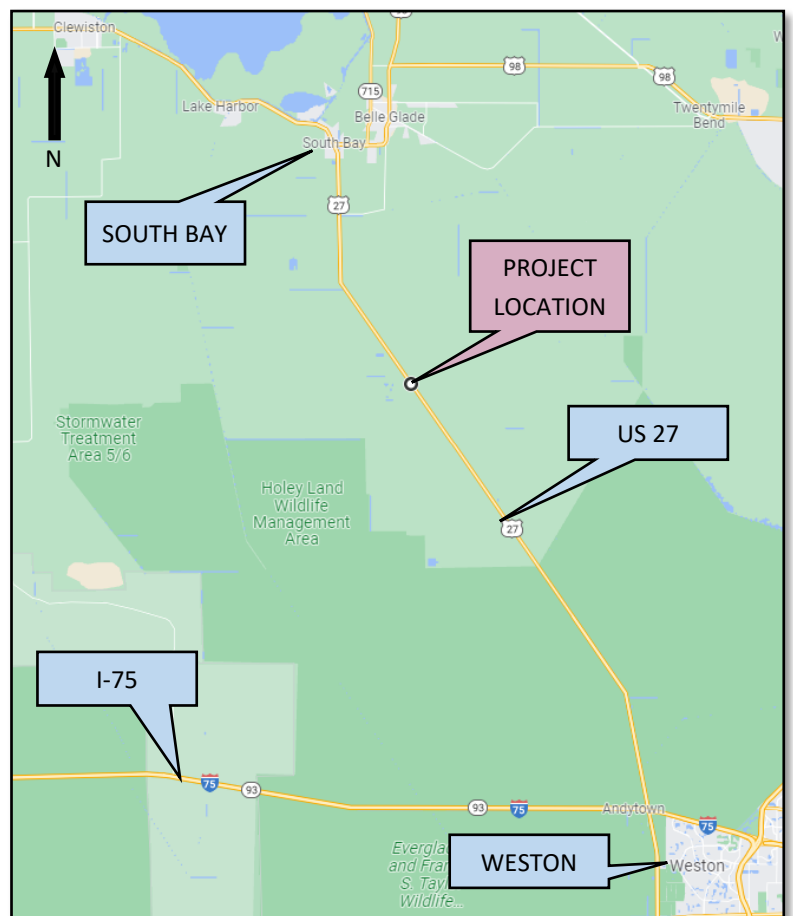 Clewiston
98
98
Lake Harbor
715
Belle Glade
Twentymile
Bend
N
South Bay
27
SOUTH BAY
PROJECT
LOCATION
Stormwater
Treatment
Area 5/6
US 27
Holey Land
Wildlife
Management
Area
27
I-75
75
93
93
75
Andytown
75
and
S.
Wildlife...
WESTON
Weston